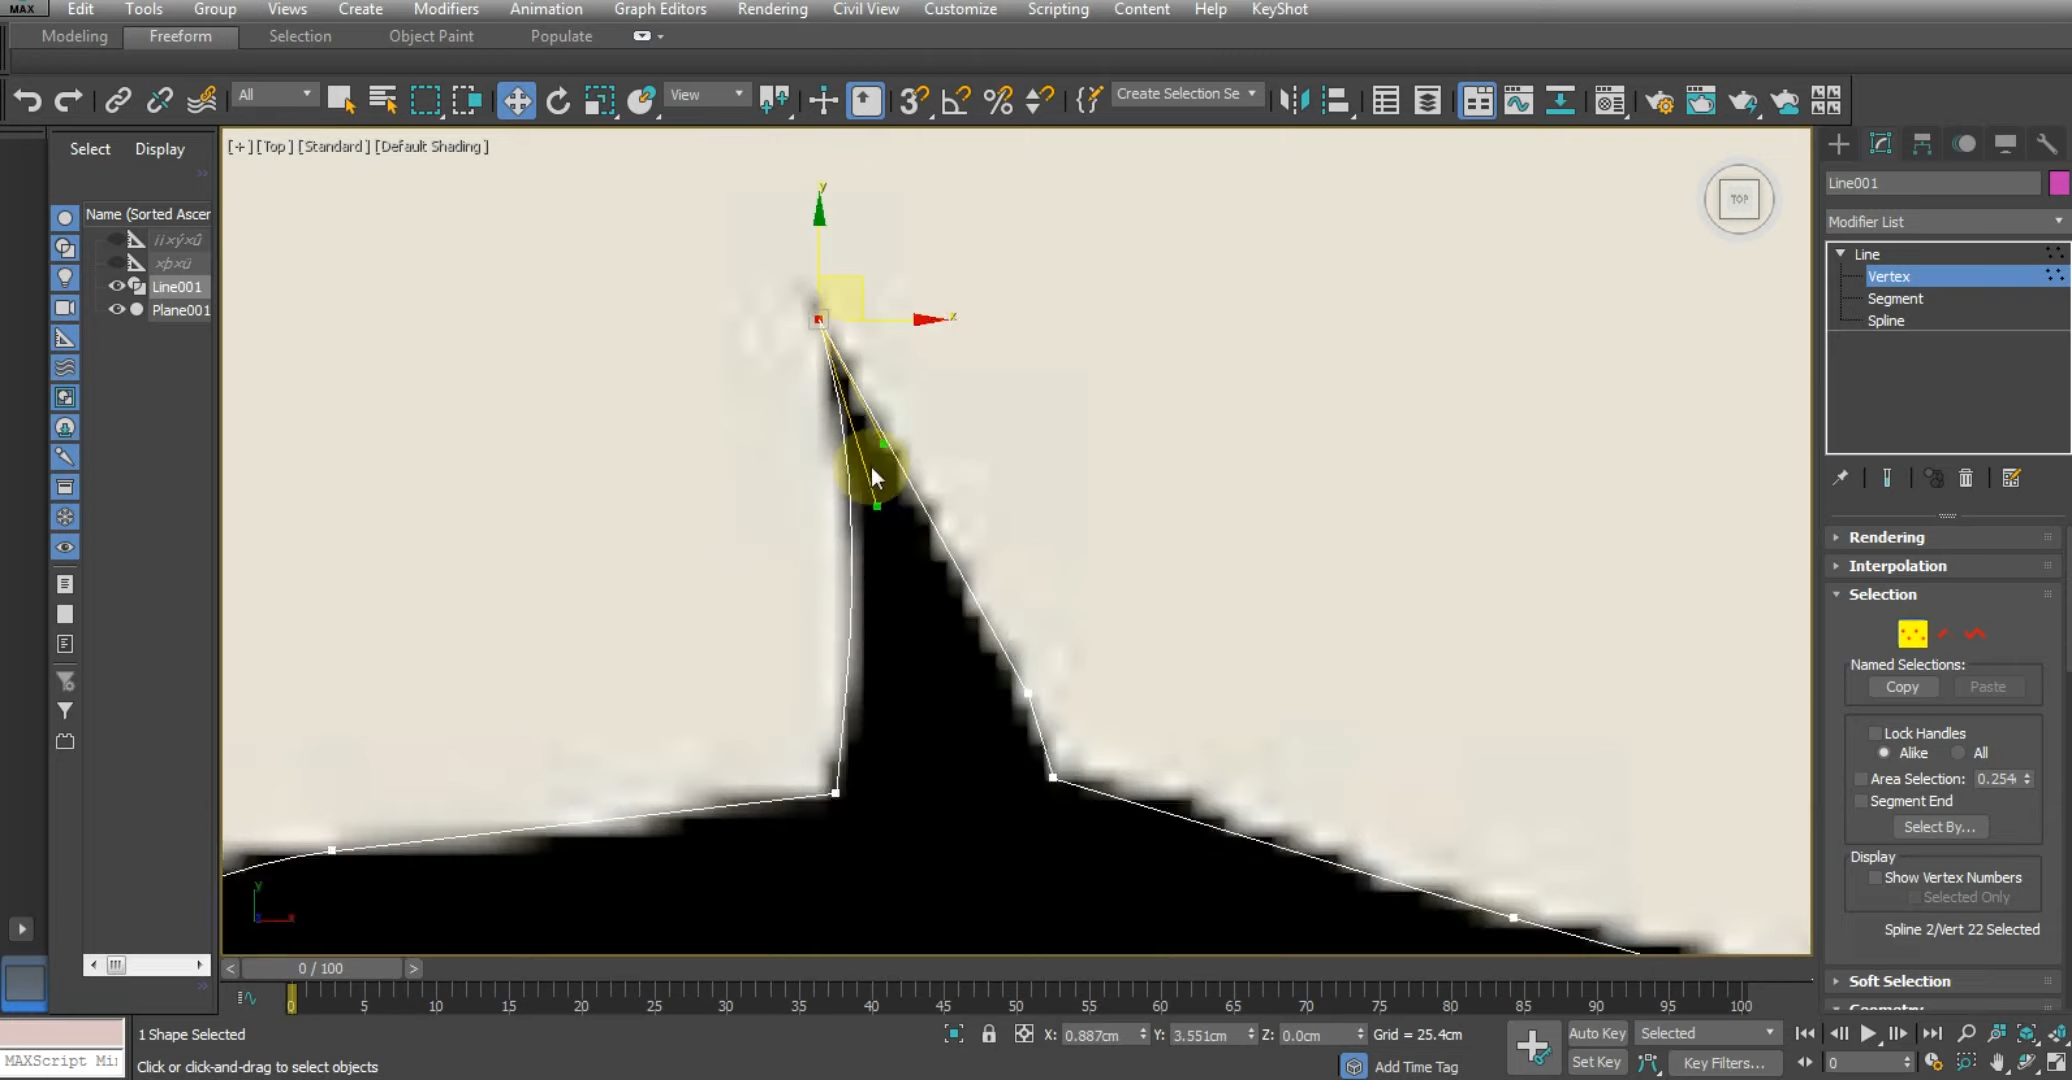 MAX Edit Tools Group Views Create Modifiers Animation Graph Editors Rendering Civil View Customize Scripting Content Help KeyShot
Modeling Freeform Selection Object Paint Populate
All View Create Selection Se
Select Display
[+][Top][Standard][Default Shading]
Name (Sorted Ascer
Line001
Plane001
y
x
TOP
Line001
Modifier List
Line
Vertex
Segment
Spline
Rendering
Interpolation
Selection
Named Selections:
Copy Paste
Lock Handles
Alike All
Area Selection: 0.254
Segment End
Select By...
Display
Show Vertex Numbers
Selected Only
Spline 2/Vert 22 Selected
Soft Selection
Geometry
< 0 / 100 >
0 5 10 15 20 25 30 35 40 45 50 55 60 65 70 75 80 85 90 95 100
1 Shape Selected X: 0.887cm Y: 3.551cm Z: 0.0cm Grid = 25.4cm Auto Key Selected
MAXScript Mi Click or click-and-drag to select objects Add Time Tag Set Key Key Filters... 0